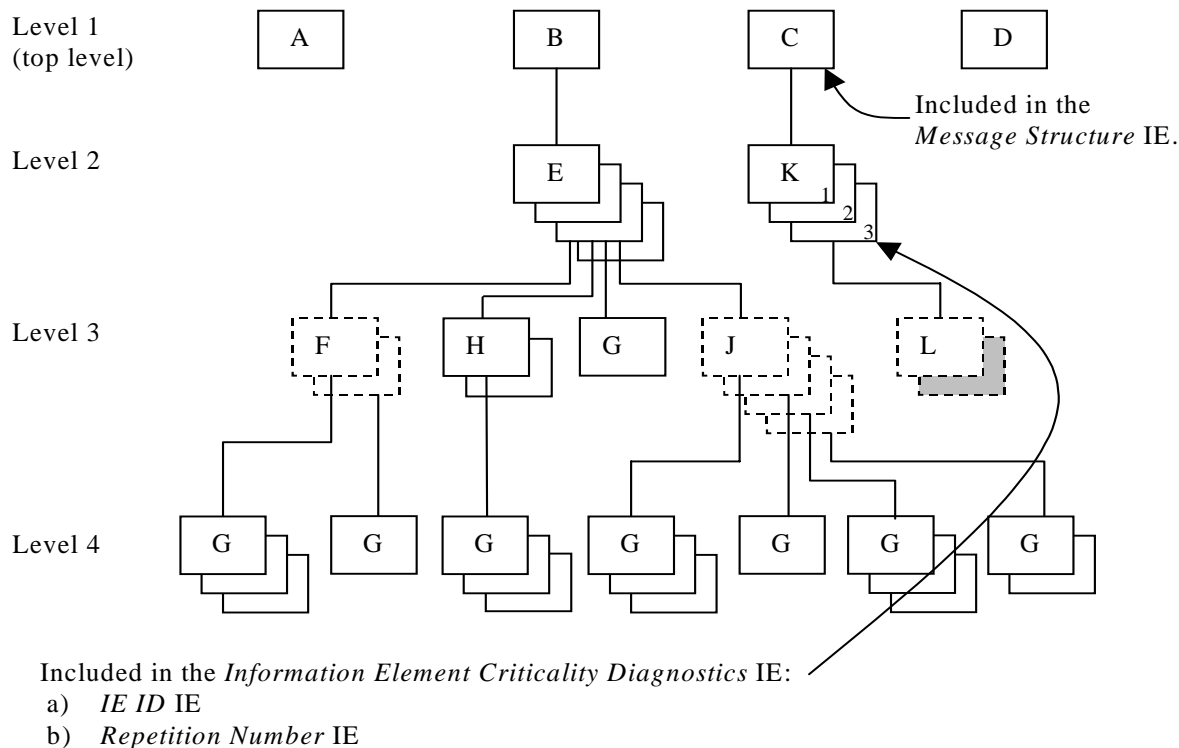 Level 1
(top level)
A
B
C
D
Included in the
Message Structure IE.
Level 2
E
K
1
2
3
Level 3
F
H
G
J
L
Level 4
G
G
G
G
G
G
G
Included in the Information Element Criticality Diagnostics IE:
a) IE ID IE
b) Repetition Number IE